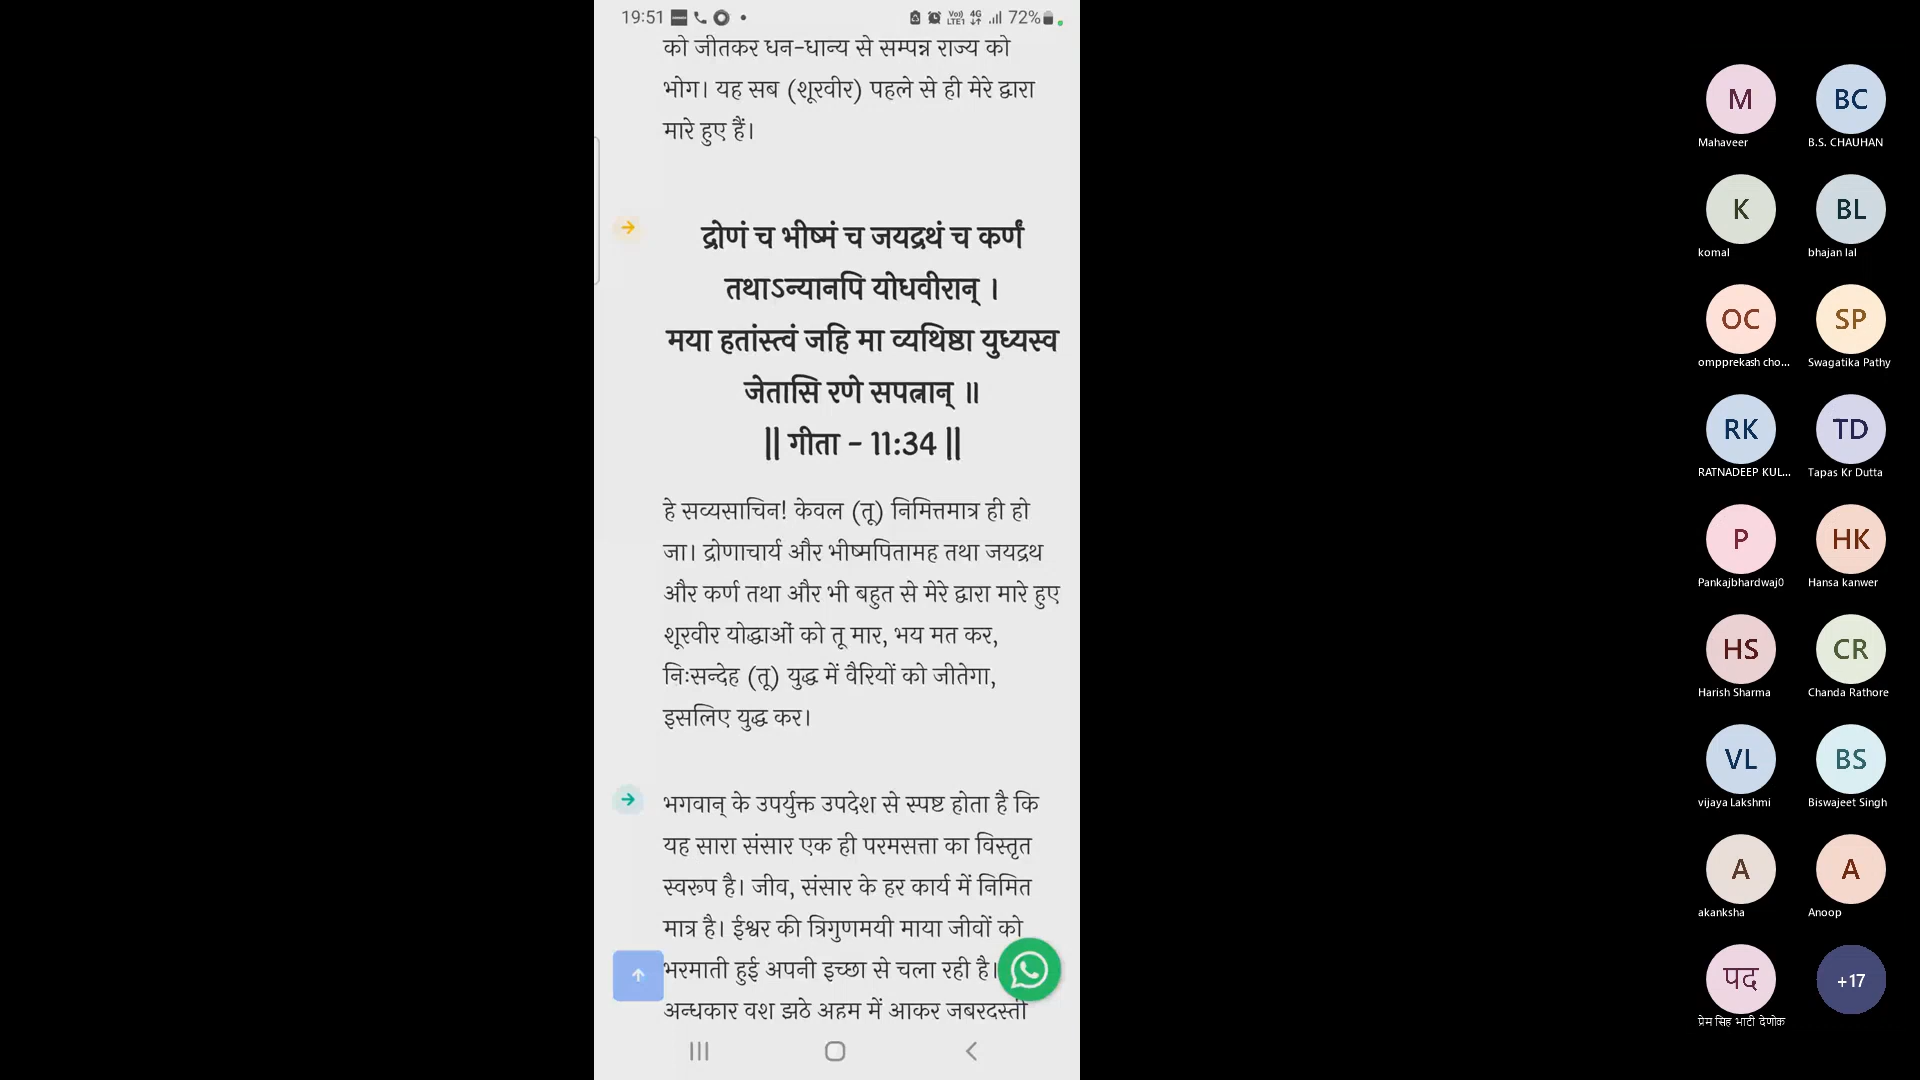 19:51
Vo)) 4G
LTE1
72%
को जीतकर धन-धान्य से सम्पन्न राज्य को
भोग। यह सब (शूरवीर) पहले से ही मेरे द्वारा
मारे हुए हैं।
द्रोणं च भीष्मं च जयद्रथं च कर्णं
तथाऽन्यानपि योधवीरान् ।
मया हतांस्त्वं जहि मा व्यथिष्ठा युध्यस्व
जेतासि रणे सपत्नान् ॥
|| गीता - 11:34 ||
हे सव्यसाचिन! केवल (तू) निमित्तमात्र ही हो
जा। द्रोणाचार्य और भीष्मपितामह तथा जयद्रथ
और कर्ण तथा और भी बहुत से मेरे द्वारा मारे हुए
शूरवीर योद्धाओं को तू मार, भय मत कर,
निःसन्देह (तू) युद्ध में वैरियों को जीतेगा,
इसलिए युद्ध कर।
भगवान् के उपर्युक्त उपदेश से स्पष्ट होता है कि
यह सारा संसार एक ही परमसत्ता का विस्तृत
स्वरूप है। जीव, संसार के हर कार्य में निमित
मात्र है। ईश्वर की त्रिगुणमयी माया जीवों को
भरमाती हुई अपनी इच्छा से चला रही है।
अन्धकार वश झूठे अहम में आकर जबरदस्ती
M BC
Mahaveer B.S. CHAUHAN
K BL
komal bhajan lal
OC SP
ompprekash cho... Swagatika Pathy
RK TD
RATNADEEP KUL... Tapas Kr Dutta
P HK
Pankajbhardwaj0 Hansa kanwer
HS CR
Harish Sharma Chanda Rathore
VL BS
vijaya Lakshmi Biswajeet Singh
A A
akanksha Anoop
पद +17
प्रेम सिह भाटी देणोक